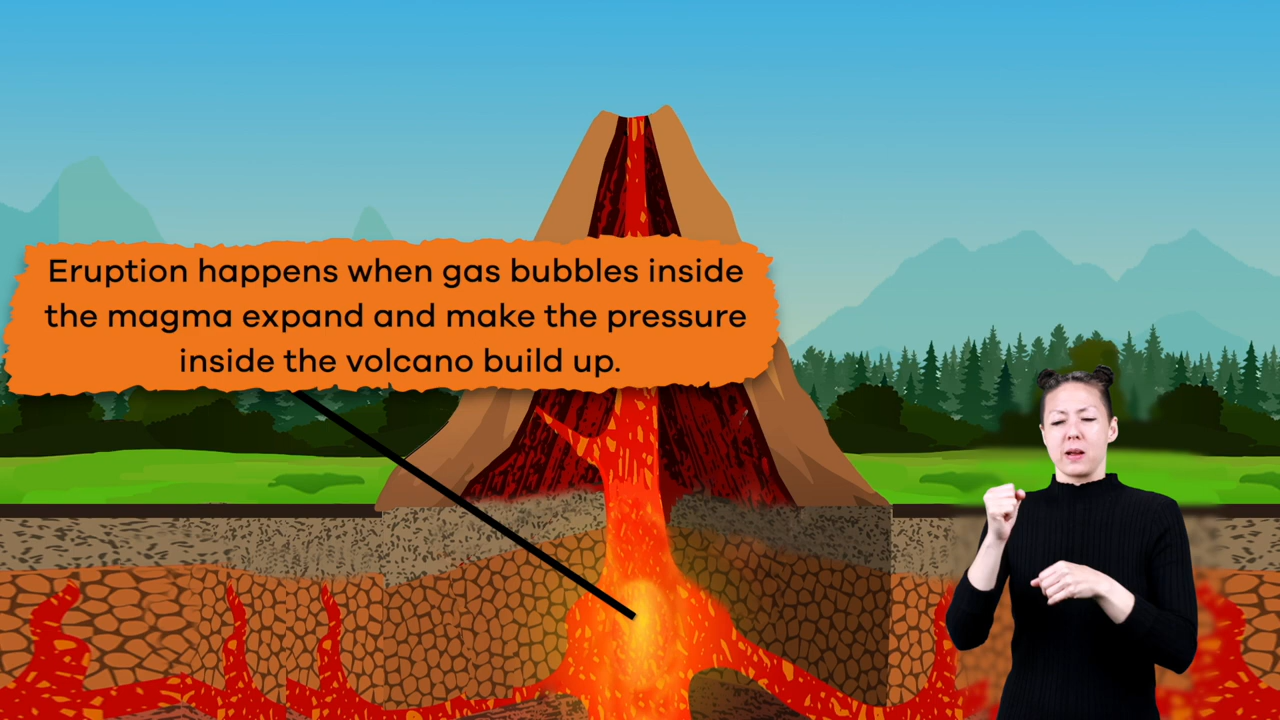 Eruption happens when gas bubbles inside
the magma expand and make the pressure
inside the volcano build up.